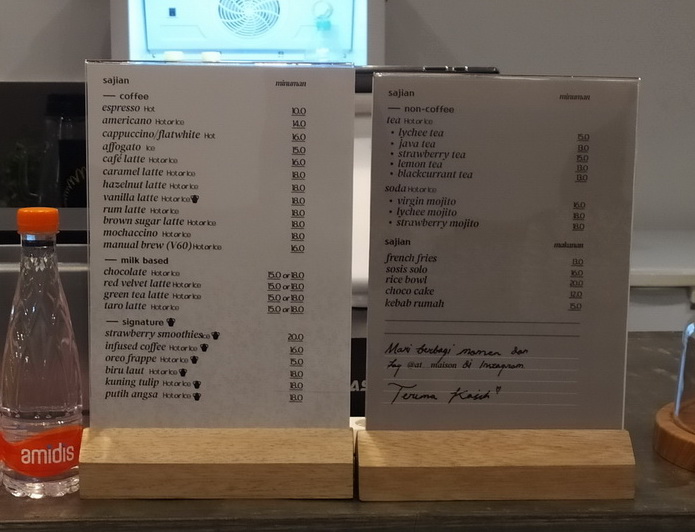 sajian minuman
coffee
espresso Hot 10.0
americano Hot or Ice 14.0
cappuccino/flatwhite Hot 16.0
affogato Ice 15.0
café latte Hot or Ice 16.0
caramel latte Hot or Ice 18.0
hazelnut latte Hot or Ice 18.0
vanilla latte Hot or Ice 18.0
rum latte Hot or Ice 18.0
brown sugar latte Hot or Ice 18.0
mochaccino Hot or Ice 18.0
manual brew (V60) Hot or Ice 16.0
milk based
chocolate Hot or Ice 15.0 or 18.0
red velvet latte Hot or Ice 15.0 or 18.0
green tea latte Hot or Ice 15.0 or 18.0
taro latte Hot or Ice 15.0 or 18.0
signature
strawberry smoothies Ice 20.0
infused coffee Hot or Ice 16.0
oreo frappe Hot or Ice 15.0
biru laut Hot or Ice 18.0
kuning tulip Hot or Ice 18.0
putih angsa Hot or Ice 18.0
sajian minuman
non-coffee
tea Hot or Ice
• lychee tea 15.0
• java tea 13.0
• strawberry tea 15.0
• lemon tea 13.0
• blackcurrant tea 13.0
soda Hot or Ice
• virgin mojito 16.0
• lychee mojito 18.0
• strawberry mojito 18.0
sajian makanan
french fries 13.0
sosis solo 16.0
rice bowl 20.0
choco cake 12.0
kebab rumah 15.0
Mari berbagi momen dan
Tag @at_maison di Instagram
Terima Kasih
amidis